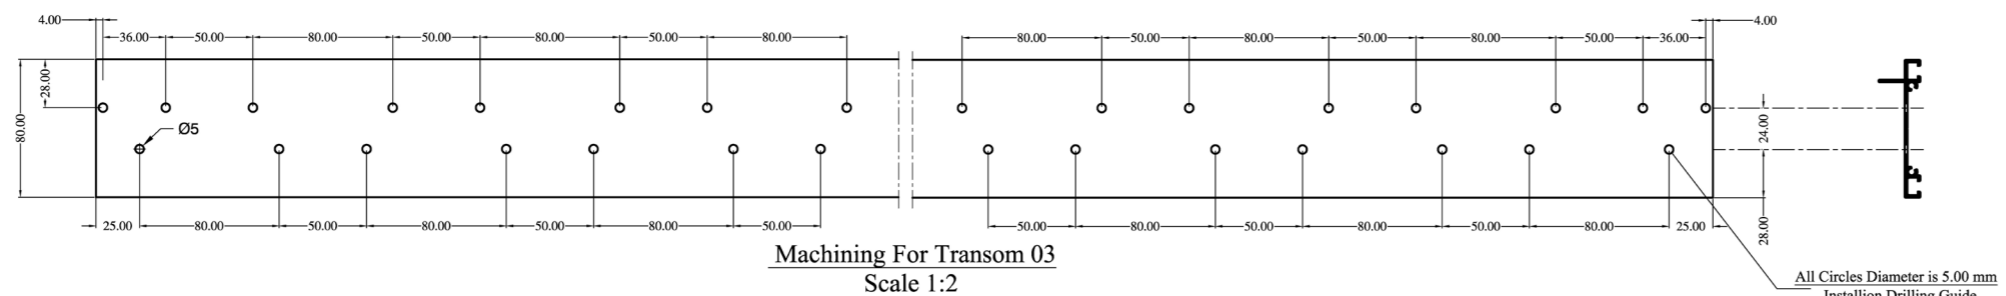 4.00
36.00 50.00 80.00 50.00 80.00 50.00 80.00
80.00 50.00 80.00 50.00 80.00 50.00 36.00
4.00
28.00
80.00
Ø5
24.00
28.00
25.00 80.00 50.00 80.00 50.00 80.00 50.00
50.00 80.00 50.00 80.00 50.00 80.00 25.00
Machining For Transom 03
Scale 1:2
All Circles Diameter is 5.00 mm
Installion Drilling Guide